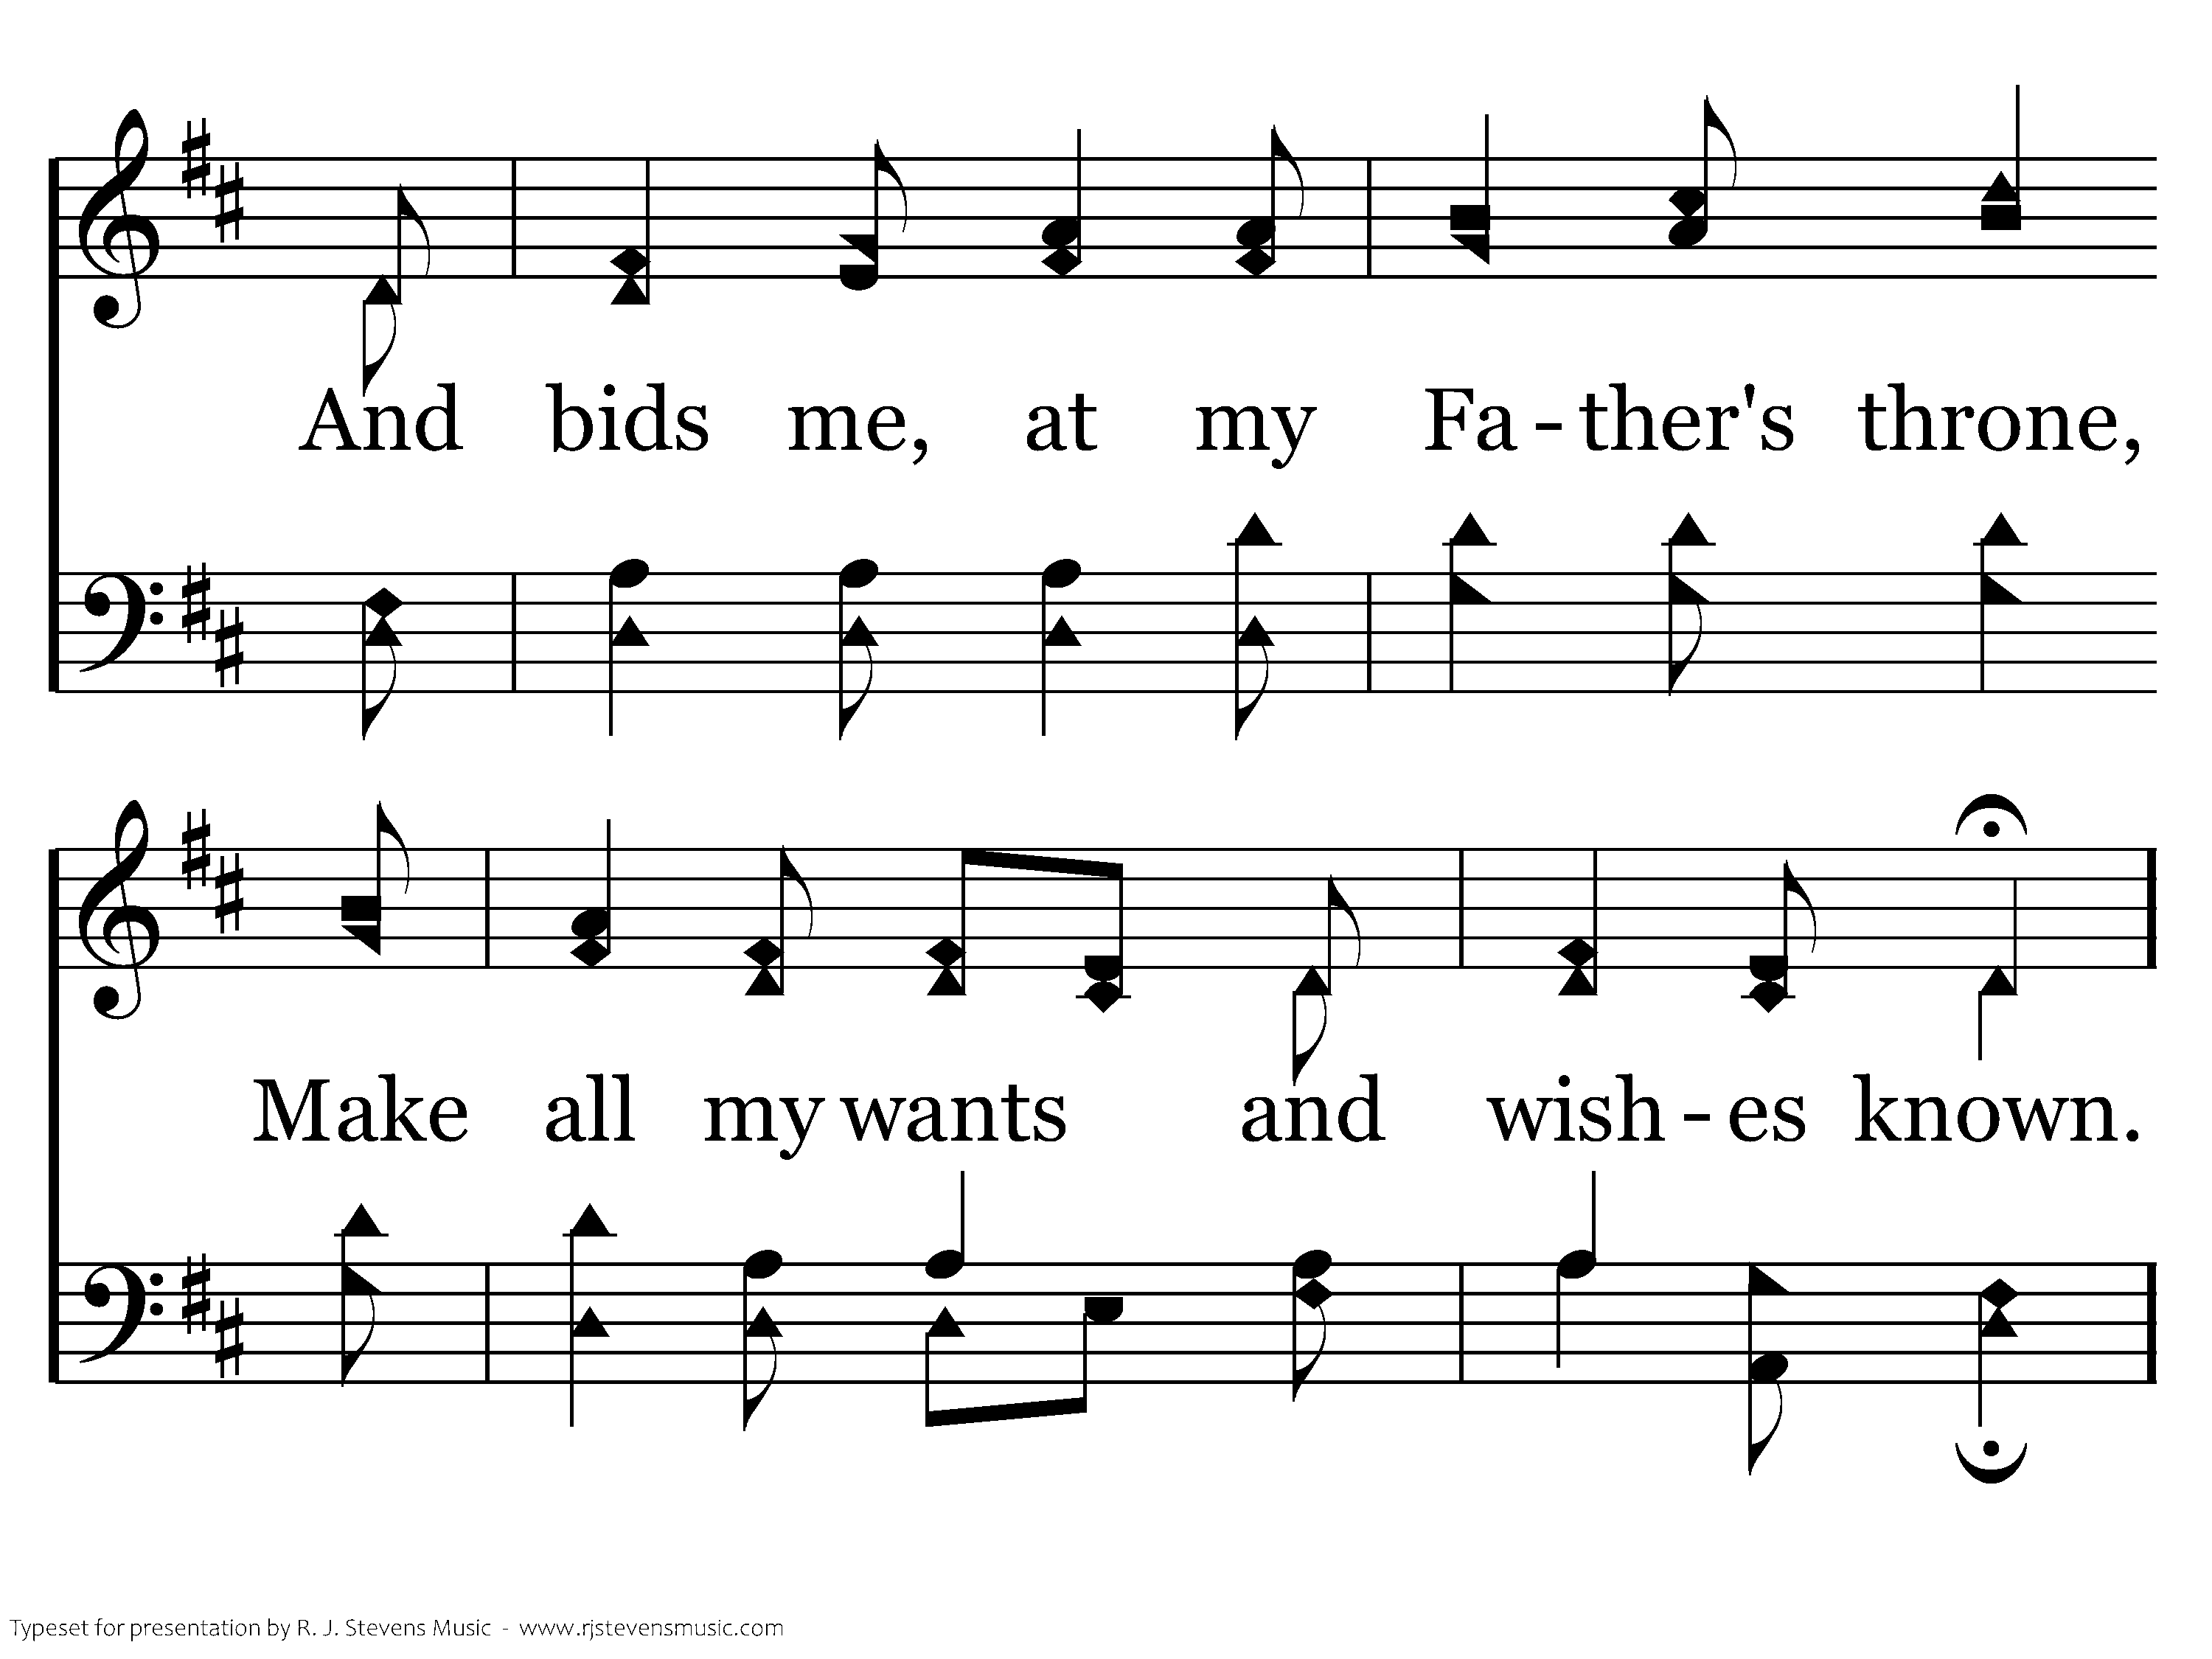 And bids me, at my Fa - ther's throne,
Make all my wants and wish - es known.
Typeset for presentation by R. J. Stevens Music - www.rjstevensmusic.com